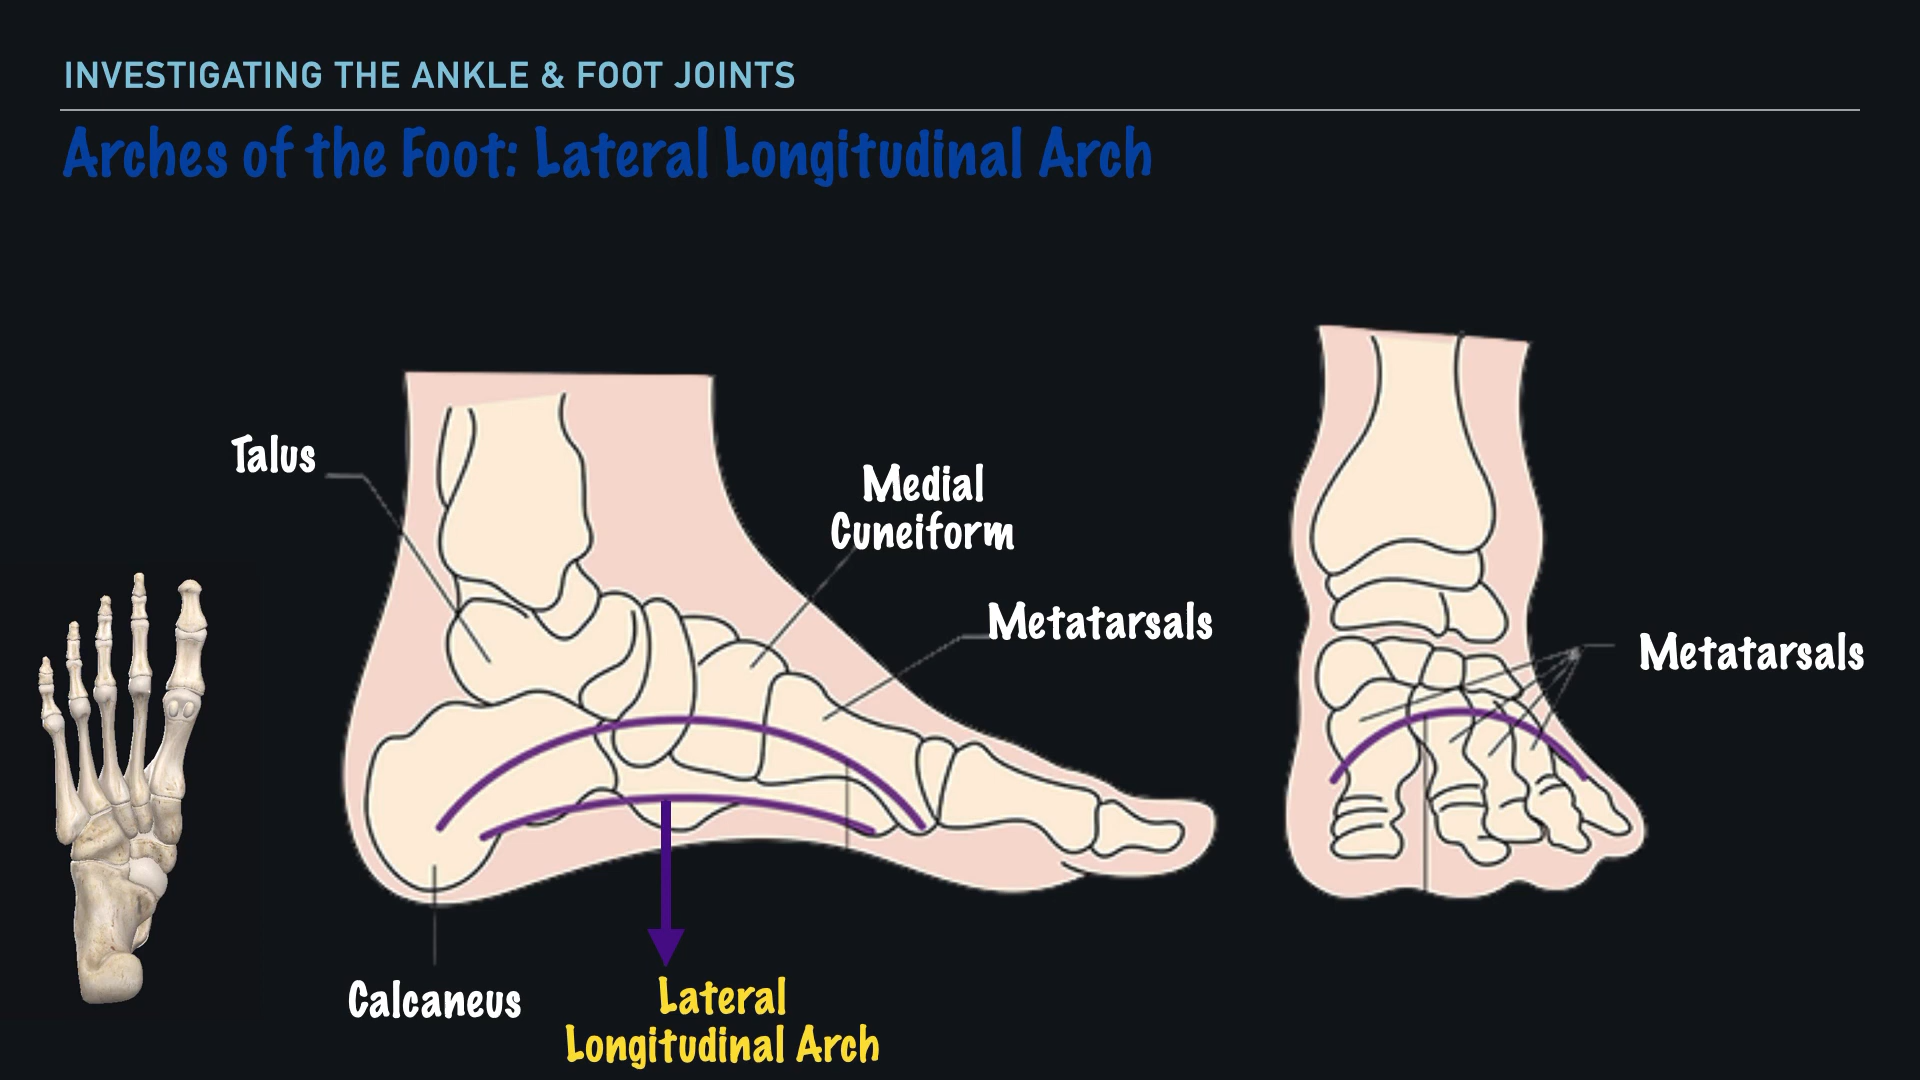 INVESTIGATING THE ANKLE & FOOT JOINTS
Arches of the Foot: Lateral Longitudinal Arch
Talus
Medial
Cuneiform
Metatarsals
Metatarsals
Calcaneus
Lateral
Longitudinal Arch